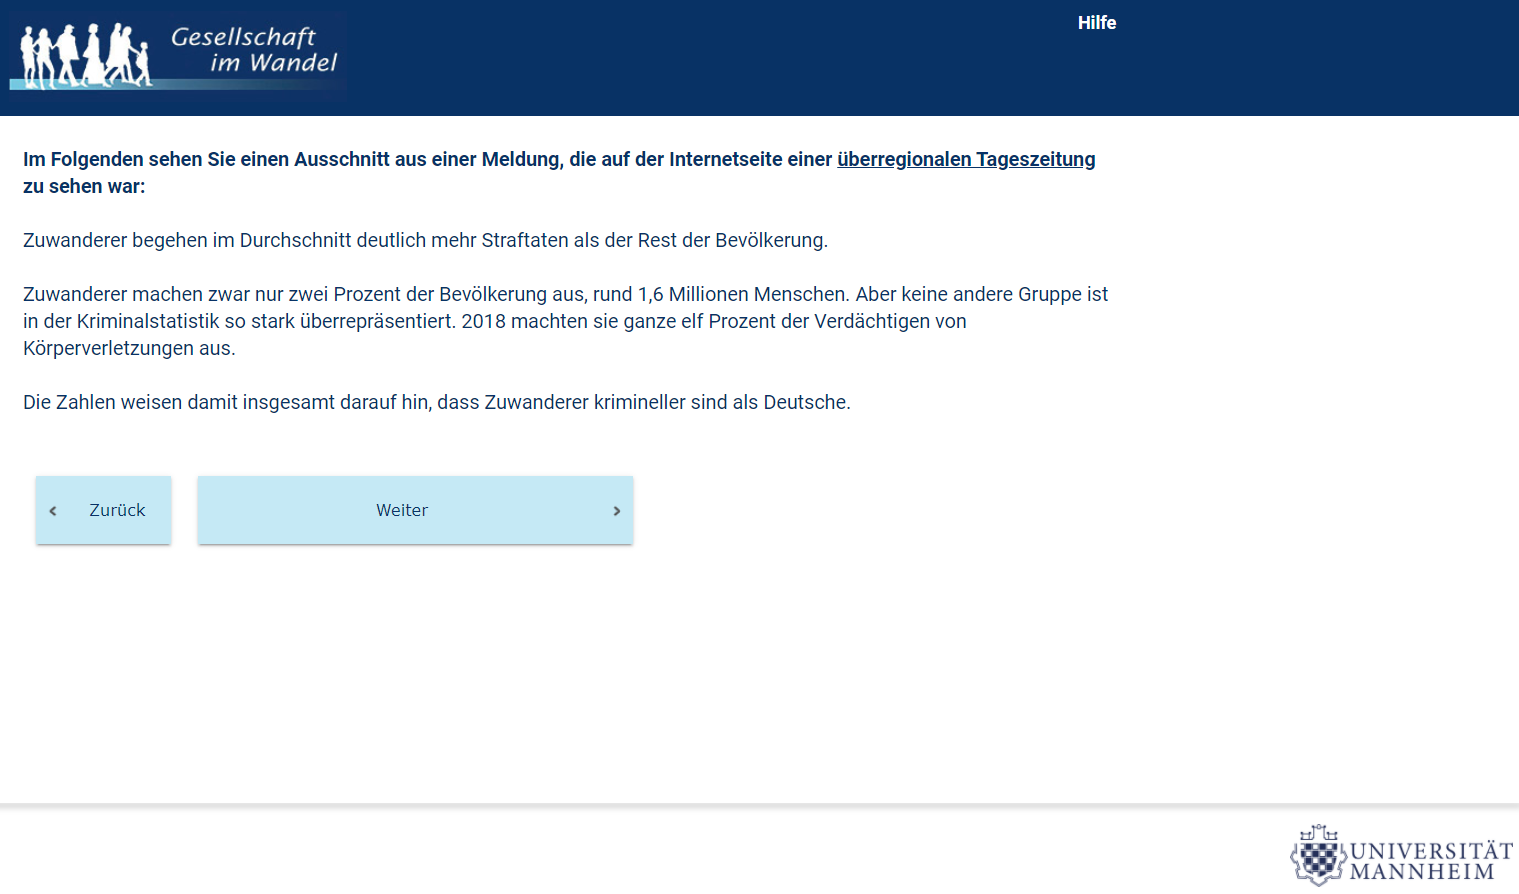 Gesellschaft
im Wandel
Hilfe
Im Folgenden sehen Sie einen Ausschnitt aus einer Meldung, die auf der Internetseite einer überregionalen Tageszeitung
zu sehen war:
Zuwanderer begehen im Durchschnitt deutlich mehr Straftaten als der Rest der Bevölkerung.
Zuwanderer machen zwar nur zwei Prozent der Bevölkerung aus, rund 1,6 Millionen Menschen. Aber keine andere Gruppe ist
in der Kriminalstatistik so stark überrepräsentiert. 2018 machten sie ganze elf Prozent der Verdächtigen von
Körperverletzungen aus.
Die Zahlen weisen damit insgesamt darauf hin, dass Zuwanderer krimineller sind als Deutsche.
Zurück
Weiter
UNIVERSITÄT
MANNHEIM